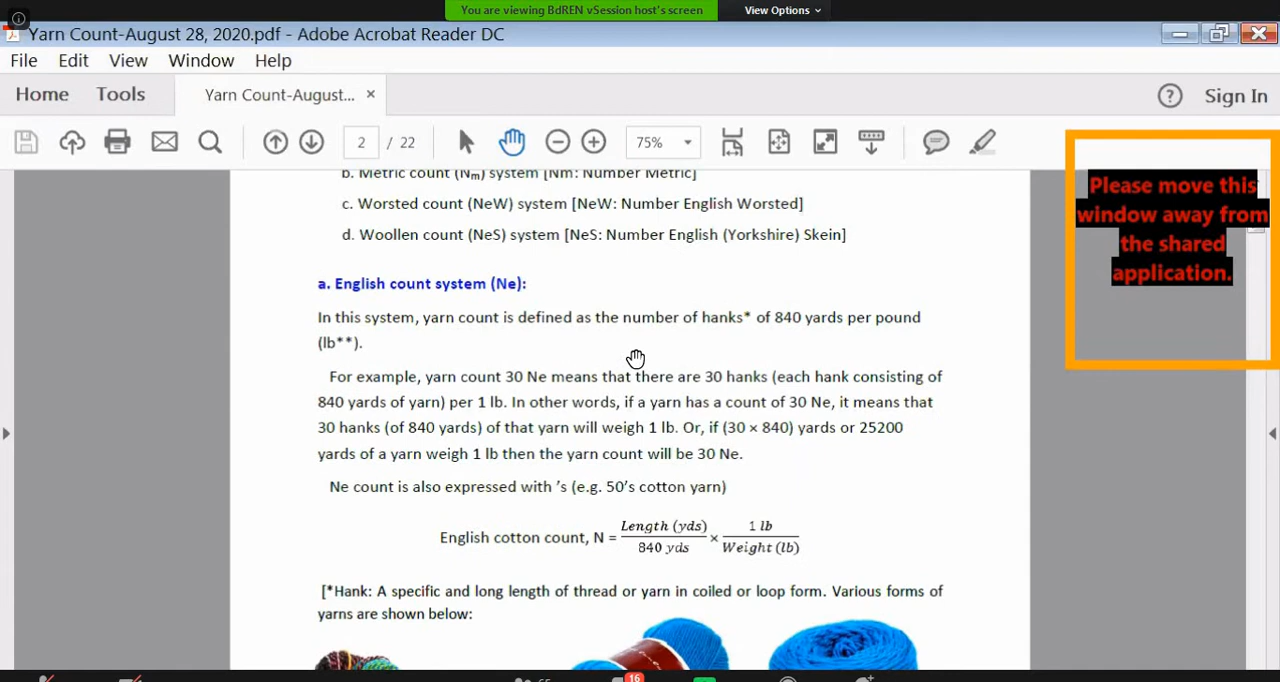 You are viewing BdREN vSession host's screen
View Options
Yarn Count-August 28, 2020.pdf - Adobe Acrobat Reader DC
File Edit View Window Help
Home Tools Yarn Count-August... × Sign In
2 / 22 75%
b. Metric count (Nm) system [Nm: Number Metric]
c. Worsted count (NeW) system [NeW: Number English Worsted]
d. Woollen count (NeS) system [NeS: Number English (Yorkshire) Skein]
Please move this
window away from
the shared
application.
a. English count system (Ne):
In this system, yarn count is defined as the number of hanks* of 840 yards per pound
(lb**).
For example, yarn count 30 Ne means that there are 30 hanks (each hank consisting of
840 yards of yarn) per 1 lb. In other words, if a yarn has a count of 30 Ne, it means that
30 hanks (of 840 yards) of that yarn will weigh 1 lb. Or, if (30 × 840) yards or 25200
yards of a yarn weigh 1 lb then the yarn count will be 30 Ne.
Ne count is also expressed with 's (e.g. 50's cotton yarn)
English cotton count, N = Length (yds) / 840 yds × 1 lb / Weight (lb)
[*Hank: A specific and long length of thread or yarn in coiled or loop form. Various forms of
yarns are shown below:
16